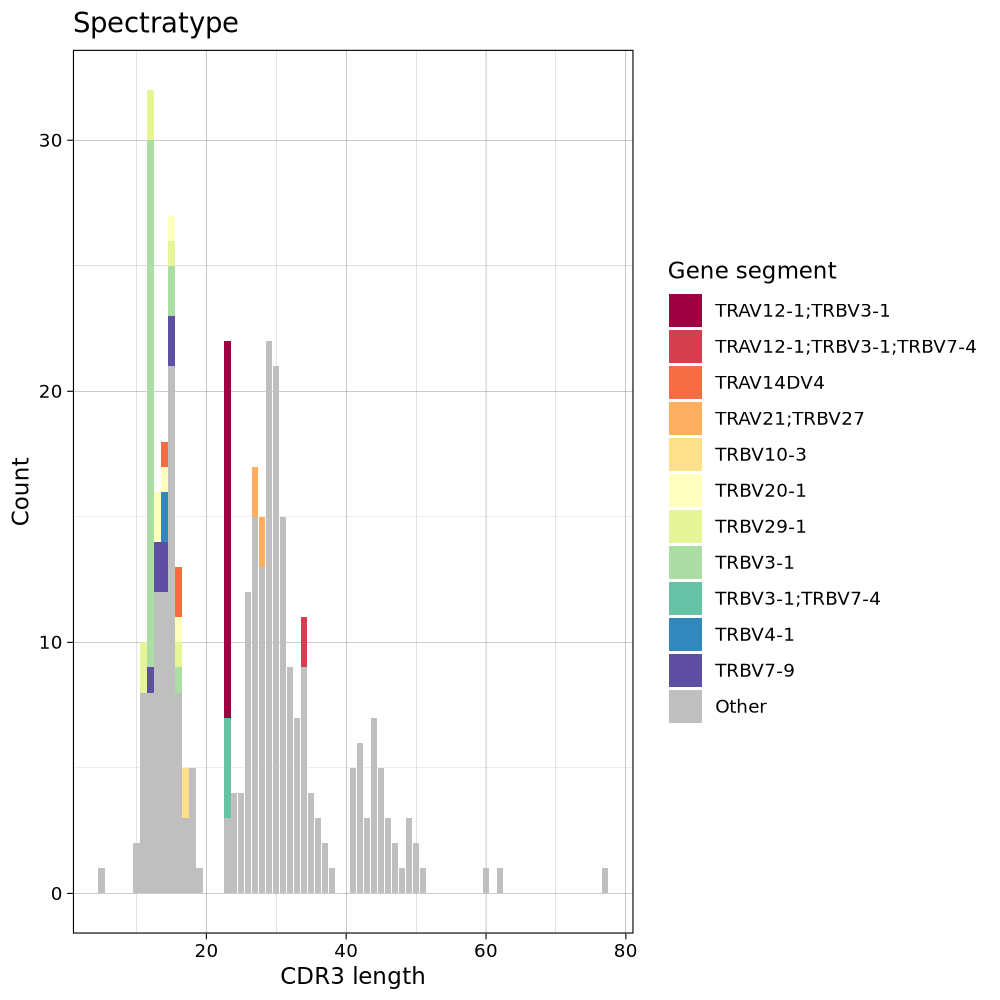 Spectratype
Count
30
20
10
0
20
40
60
80
CDR3 length
Gene segment
TRAV12-1;TRBV3-1
TRAV12-1;TRBV3-1;TRBV7-4
TRAV14DV4
TRAV21;TRBV27
TRBV10-3
TRBV20-1
TRBV29-1
TRBV3-1
TRBV3-1;TRBV7-4
TRBV4-1
TRBV7-9
Other